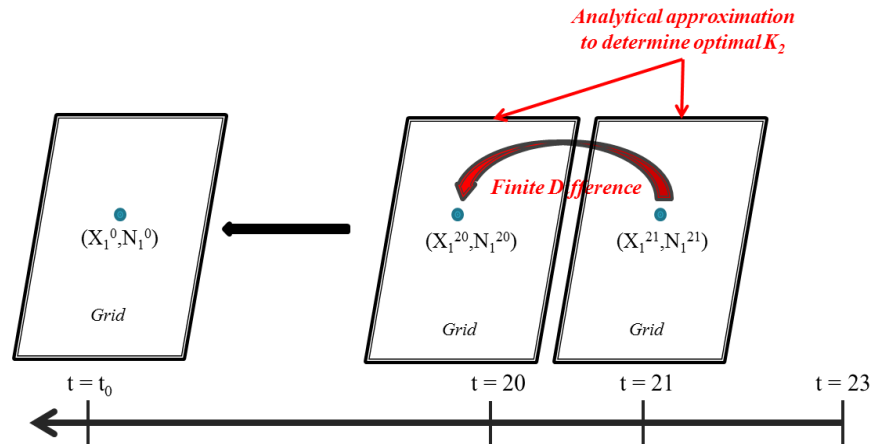 Analytical approximation
to determine optimal K₂
Finite Difference
(X₁⁰,N₁⁰)
(X₁²⁰,N₁²⁰)
(X₁²¹,N₁²¹)
Grid
Grid
Grid
t = t₀
t = 20
t = 21
t = 23